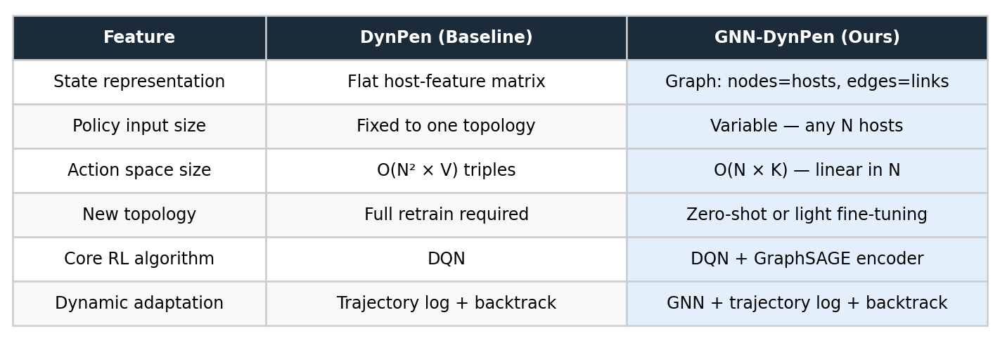 Feature DynPen (Baseline) GNN-DynPen (Ours)
State representation Flat host-feature matrix Graph: nodes=hosts, edges=links
Policy input size Fixed to one topology Variable — any N hosts
Action space size O(N² × V) triples O(N × K) — linear in N
New topology Full retrain required Zero-shot or light fine-tuning
Core RL algorithm DQN DQN + GraphSAGE encoder
Dynamic adaptation Trajectory log + backtrack GNN + trajectory log + backtrack